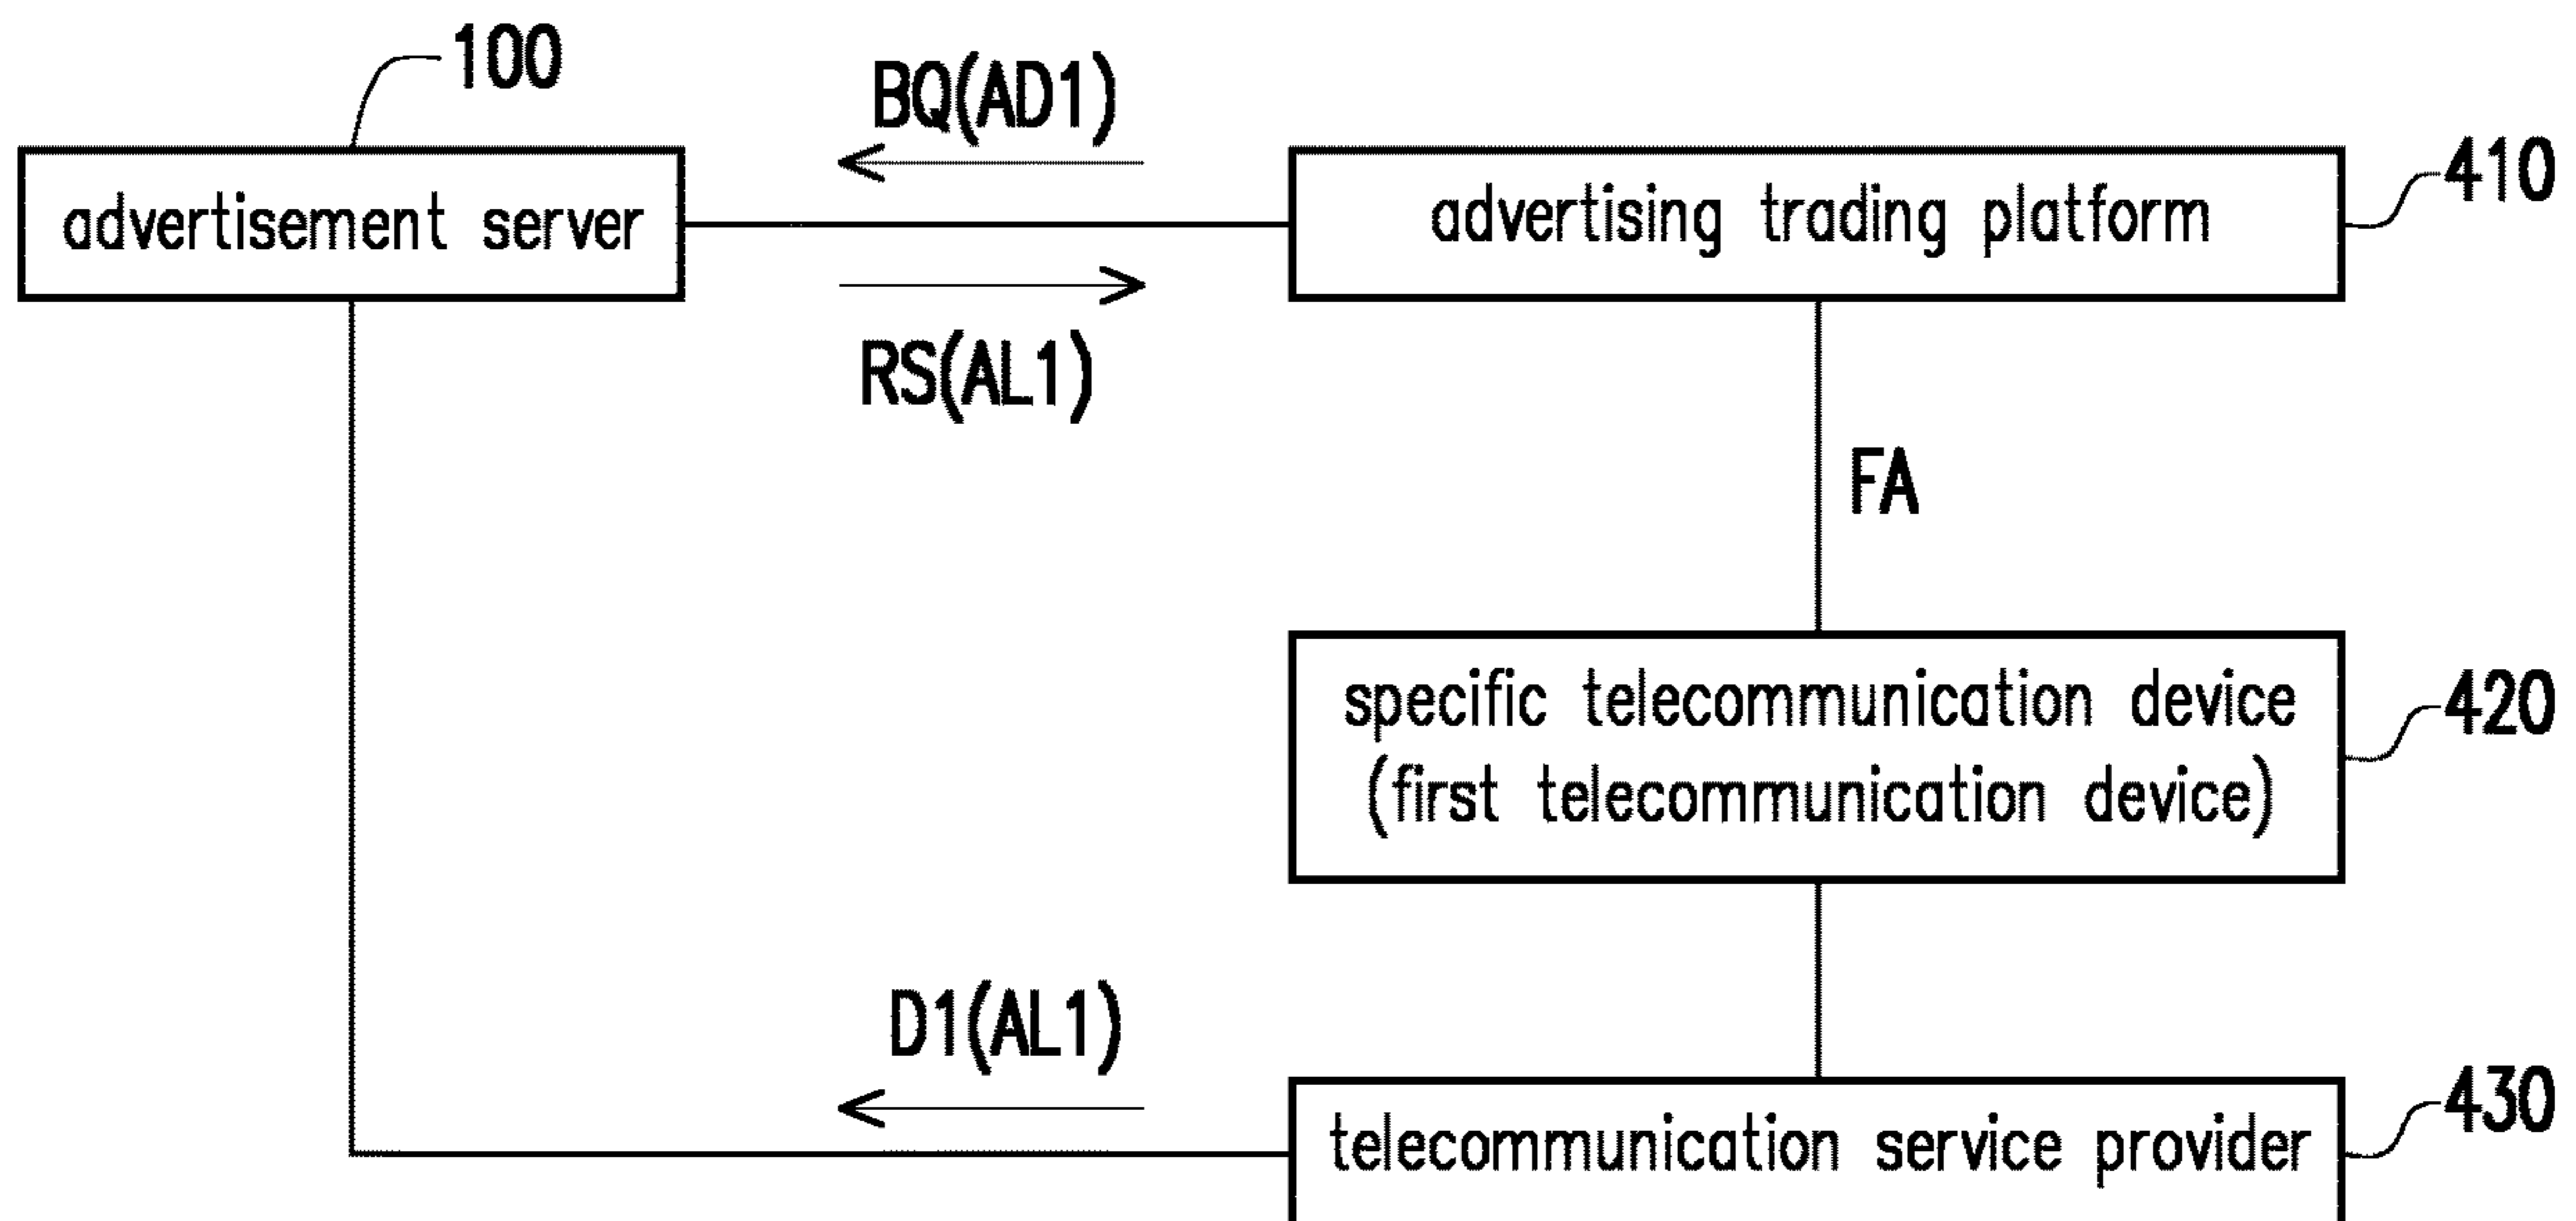 100
BQ(AD1)
410
advertisement server
advertising trading platform
RS(AL1)
FA
specific telecommunication device
(first telecommunication device)
420
D1(AL1)
430
telecommunication service provider